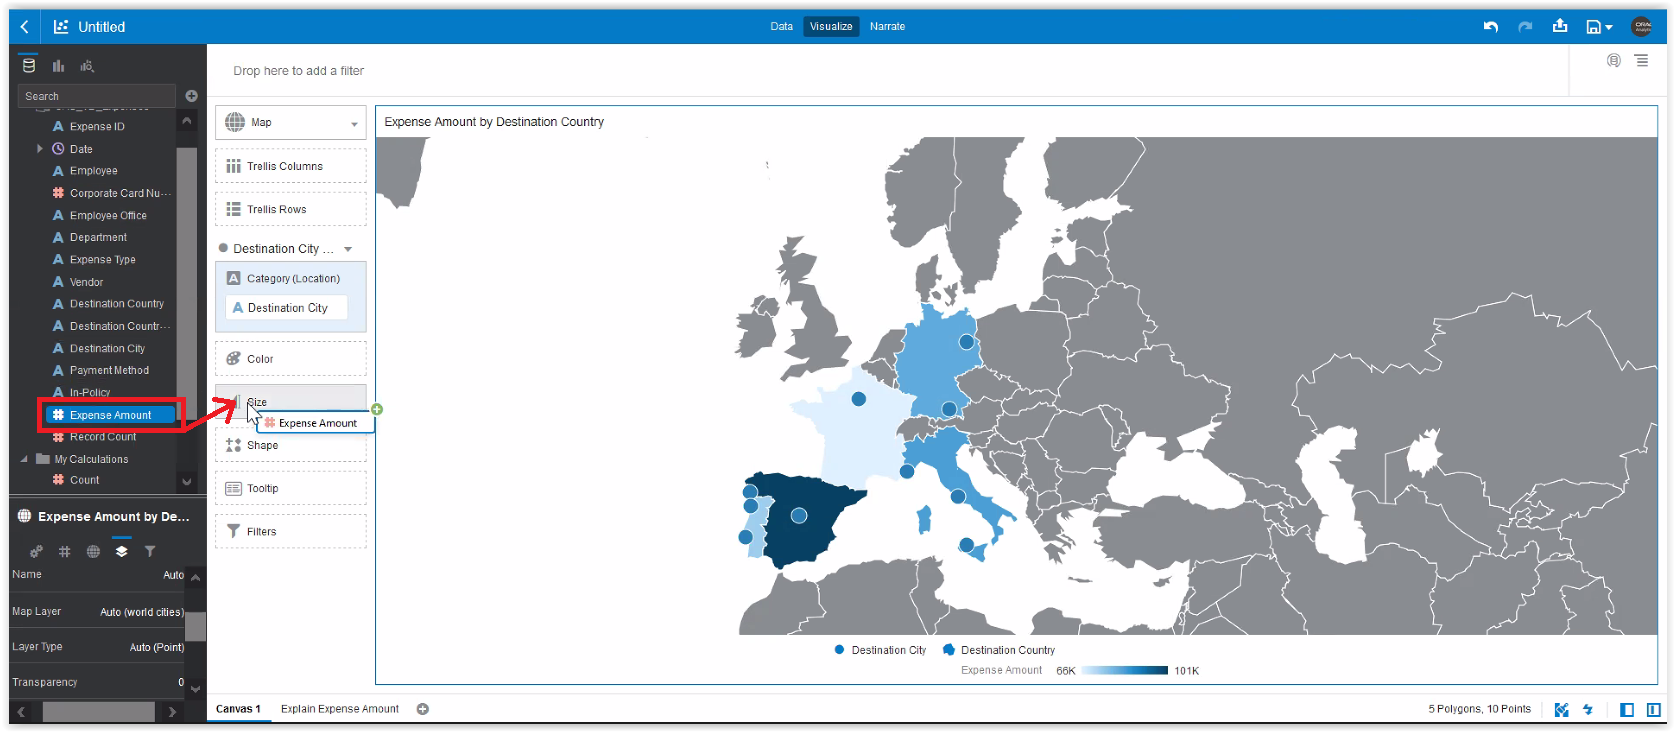 Untitled
Data
Visualize
Narrate
Search
Expense ID
Date
Employee
Corporate Card Nu...
Employee Office
Department
Expense Type
Vendor
Destination Country
Destination Countr...
Destination City
Payment Method
In-Policy
Expense Amount
Record Count
My Calculations
Count
Expense Amount by De...
Name Auto
Map Layer Auto (world cities)
Layer Type Auto (Point)
Transparency 0
Drop here to add a filter
Map
Trellis Columns
Trellis Rows
Destination City ...
Category (Location)
Destination City
Color
Size
Expense Amount
Shape
Tooltip
Filters
Expense Amount by Destination Country
Destination City Destination Country
Expense Amount 66K 101K
Canvas 1
Explain Expense Amount
5 Polygons, 10 Points